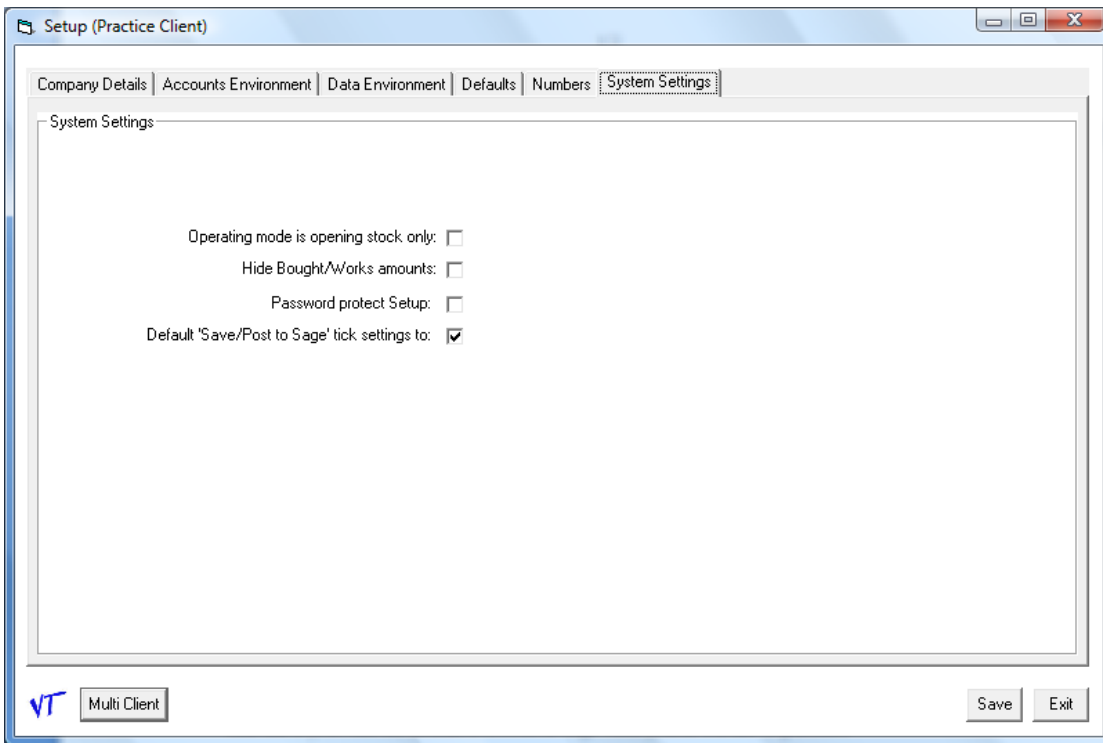 Setup (Practice Client)
Company Details Accounts Environment Data Environment Defaults Numbers System Settings
System Settings
Operating mode is opening stock only:
Hide Bought/Works amounts:
Password protect Setup:
Default 'Save/Post to Sage' tick settings to:
VT Multi Client Save Exit